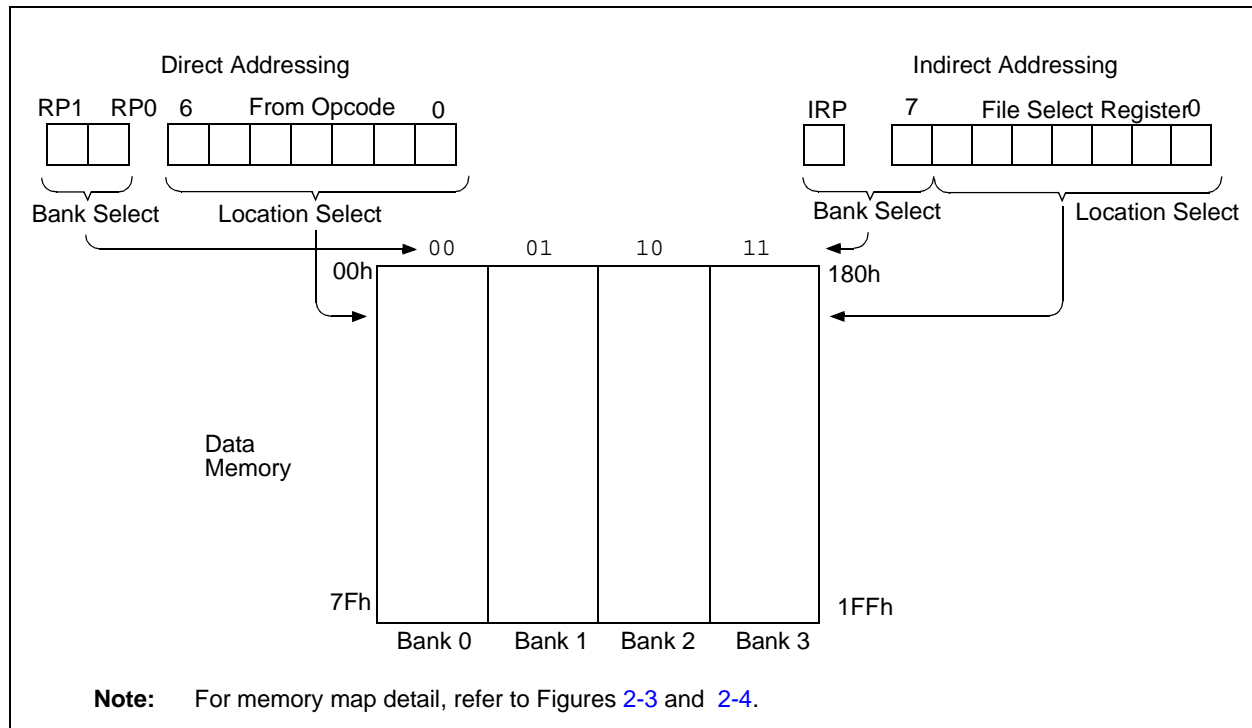 Direct Addressing
Indirect Addressing
RP1 RP0 6 From Opcode 0
IRP 7 File Select Register 0
Bank Select Location Select
Bank Select Location Select
00 01 10 11
00h
180h
Data
Memory
7Fh
1FFh
Bank 0 Bank 1 Bank 2 Bank 3
Note: For memory map detail, refer to Figures 2-3 and 2-4.